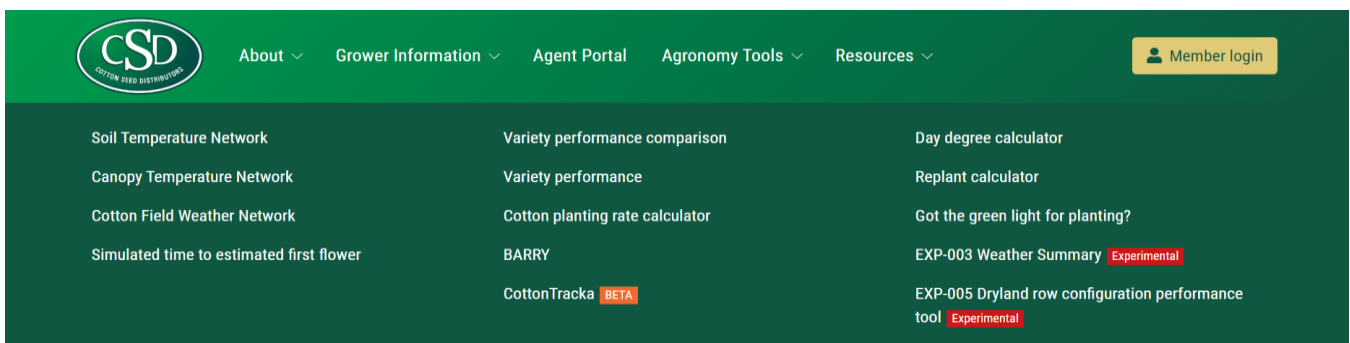 CSD
COTTON SEED DISTRIBUTORS
About
Grower Information
Agent Portal
Agronomy Tools
Resources
Member login
Soil Temperature Network
Canopy Temperature Network
Cotton Field Weather Network
Simulated time to estimated first flower
Variety performance comparison
Variety performance
Cotton planting rate calculator
BARRY
CottonTracka BETA
Day degree calculator
Replant calculator
Got the green light for planting?
EXP-003 Weather Summary Experimental
EXP-005 Dryland row configuration performance
tool Experimental